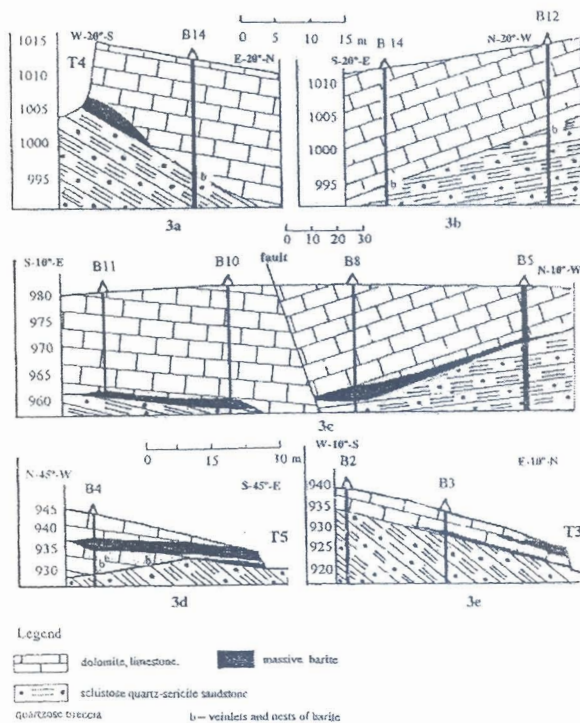 0 5 10 15 m
1015 W-20°-S B14 E-20°-N
T4
1010
1005
1000
995
b
3a
B12
S-20°-E B 14 N-20°-W
1010
1005
1000
995
b
b
3b
0 10 20 30
fault
S-10°-E B11 B10 B8 B5 N-10°-W
980
975
970
965
960
3c
0 15 30 m
N-45°-W S-45°-E
B4
945
940
935
930
T5
b b
3d
W-10°-S E-10°-N
B2 B3
940
935
930
925
920
T3
3e
Legend
dolomite, limestone. massive barite
schistose quartz-sericite sandstone
quartzose breccia b – veinlets and nests of barite